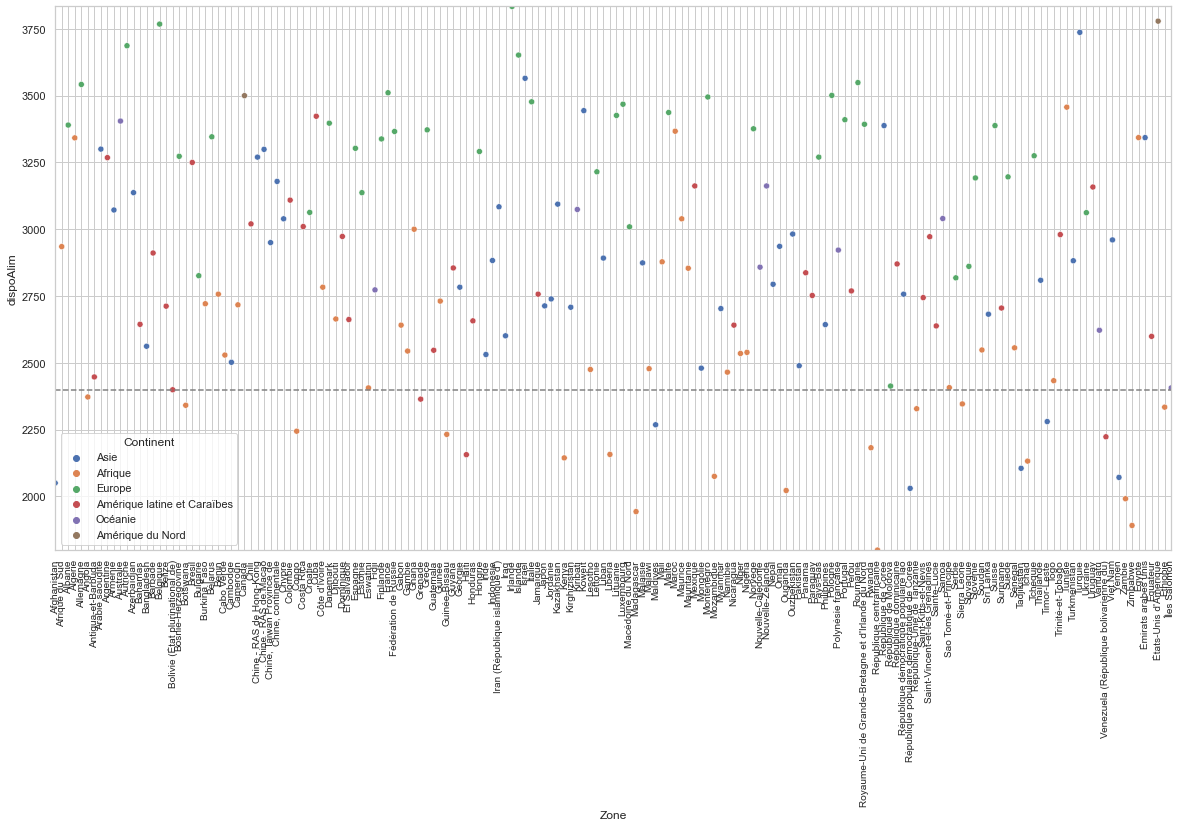 3750
3500
3250
3000
2750
2500
2250
2000
dispoAlim
Continent
Asie
Afrique
Europe
Amérique latine et Caraïbes
Océanie
Amérique du Nord
Afghanistan
Afrique du Sud
Albanie
Algérie
Allemagne
Angola
Antigua-et-Barbuda
Arabie saoudite
Argentine
Arménie
Australie
Autriche
Azerbaïdjan
Bahamas
Bangladesh
Barbade
Belgique
Belize
Bolivie (État plurinational de)
Bosnie-Herzégovine
Botswana
Brésil
Bulgarie
Burkina Faso
Bélarus
Bénin
Cabo Verde
Cambodge
Cameroun
Canada
Chili
Chine - RAS de Hong-Kong
Chine - RAS de Macao
Chine, Taiwan Province de
Chine, continentale
Chypre
Colombie
Congo
Costa Rica
Croatie
Cuba
Côte d'Ivoire
Danemark
Djibouti
Dominique
El Salvador
Espagne
Estonie
Eswatini
Fidji
Finlande
France
Fédération de Russie
Gabon
Gambie
Ghana
Grenade
Grèce
Guatemala
Guinée
Guinée-Bissau
Guyana
Géorgie
Haïti
Honduras
Hongrie
Inde
Indonésie
Iran (République islamique d')
Iraq
Irlande
Islande
Israël
Italie
Jamaïque
Japon
Jordanie
Kazakhstan
Kenya
Kirghizistan
Kiribati
Koweït
Lesotho
Lettonie
Liban
Libéria
Lituanie
Luxembourg
Macédoine du Nord
Madagascar
Malaisie
Malawi
Maldives
Mali
Malte
Maroc
Maurice
Mauritanie
Mexique
Mongolie
Monténégro
Mozambique
Myanmar
Namibie
Nicaragua
Niger
Nigéria
Norvège
Nouvelle-Calédonie
Nouvelle-Zélande
Népal
Oman
Ouganda
Ouzbékistan
Pakistan
Panama
Paraguay
Pays-Bas
Philippines
Pologne
Polynésie française
Portugal
Pérou
Roumanie
Royaume-Uni de Grande-Bretagne et d'Irlande du Nord
République centrafricaine
République de Corée
République de Moldova
République dominicaine
République démocratique populaire lao
République populaire démocratique de Corée
République-Unie de Tanzanie
Saint-Kitts-et-Nevis
Saint-Vincent-et-les Grenadines
Sainte-Lucie
Samoa
Sao Tomé-et-Principe
Sierra Leone
Slovaquie
Slovénie
Soudan
Sri Lanka
Suisse
Suriname
Suède
Sénégal
Tadjikistan
Tchad
Tchéquie
Thaïlande
Timor-Leste
Togo
Trinité-et-Tobago
Tunisie
Turkménistan
Turquie
Ukraine
Uruguay
Vanuatu
Venezuela (République bolivarienne du)
Viet Nam
Yémen
Zambie
Zimbabwe
Égypte
Émirats arabes unis
Équateur
États-Unis d'Amérique
Éthiopie
Îles Salomon
Zone